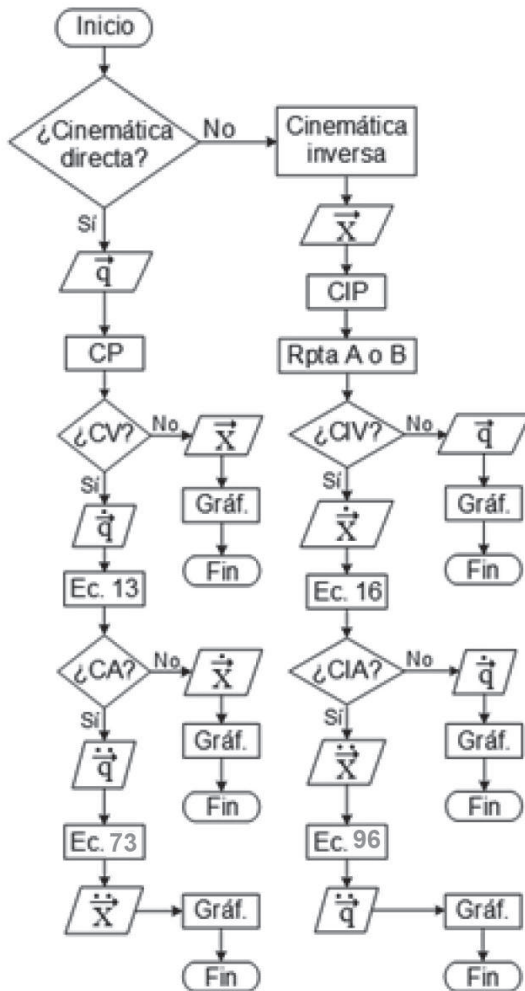 Inicio
¿Cinemática
directa?
No
Cinemática
inversa
Sí
q⃗
X⃗
CP
CIP
Rpta A o B
¿CV?
No
X⃗
¿CIV?
No
q⃗
Sí
q⃗̇
Gráf.
Sí
X⃗̇
Gráf.
Ec. 13
Fin
Ec. 16
Fin
¿CA?
No
X⃗̇
¿CIA?
No
q⃗̇
Sí
q⃗̈
Gráf.
Sí
X⃗̈
Gráf.
Ec. 73
Fin
Ec. 96
Fin
X⃗̈
Gráf.
q⃗̈
Gráf.
Fin
Fin